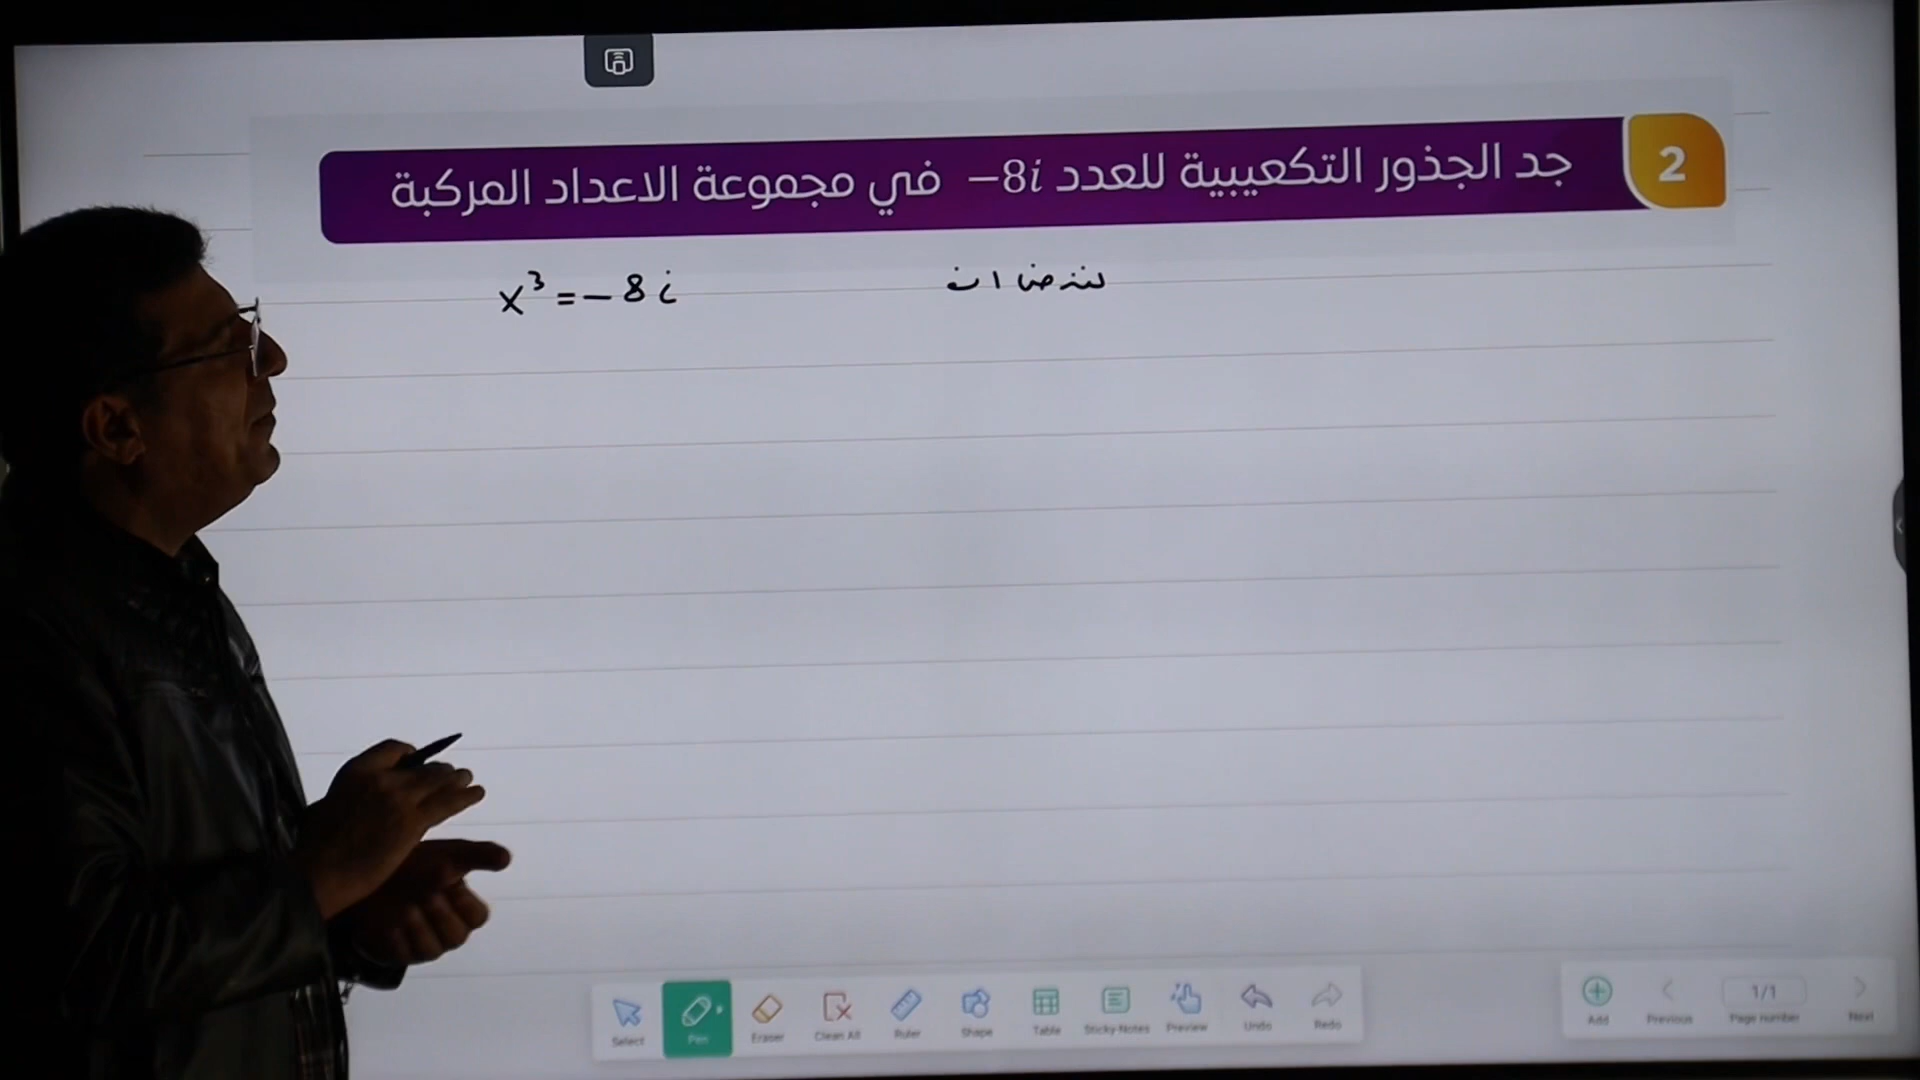 2 جد الجذور التكعيبية للعدد −8i في مجموعة الاعداد المركبة
لنفرض ان x³ = −8i
Select
Pen
Eraser
Clean All
Ruler
Shape
Table
Sticky Notes
Preview
Undo
Redo
Add
Previous
1/1
Page number
Next